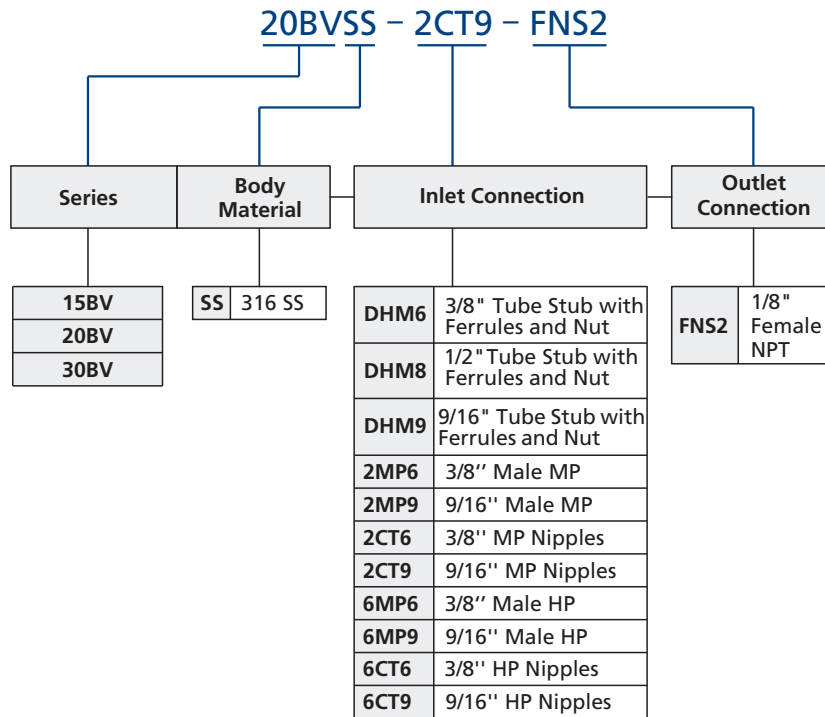 20BVSS – 2CT9 – FNS2
Series
Body
Material
Inlet Connection
Outlet
Connection
15BV
20BV
30BV
SS 316 SS
DHM6 3/8" Tube Stub with
Ferrules and Nut
DHM8 1/2" Tube Stub with
Ferrules and Nut
DHM9 9/16" Tube Stub with
Ferrules and Nut
2MP6 3/8'' Male MP
2MP9 9/16'' Male MP
2CT6 3/8'' MP Nipples
2CT9 9/16'' MP Nipples
6MP6 3/8'' Male HP
6MP9 9/16'' Male HP
6CT6 3/8'' HP Nipples
6CT9 9/16'' HP Nipples
FNS2 1/8"
Female
NPT